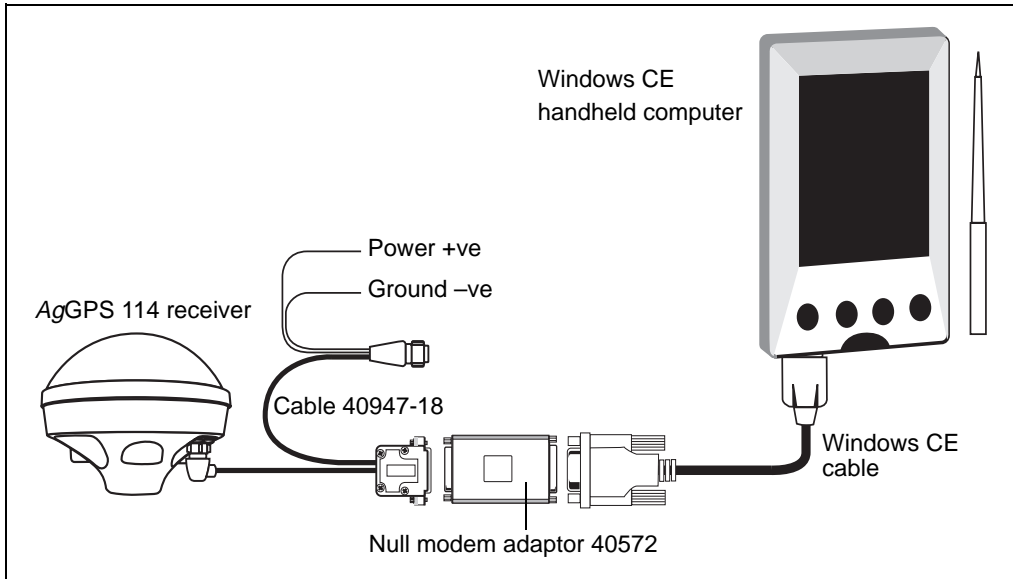 Windows CE
handheld computer
Power +ve
Ground –ve
AgGPS 114 receiver
Cable 40947-18
Windows CE
cable
Null modem adaptor 40572